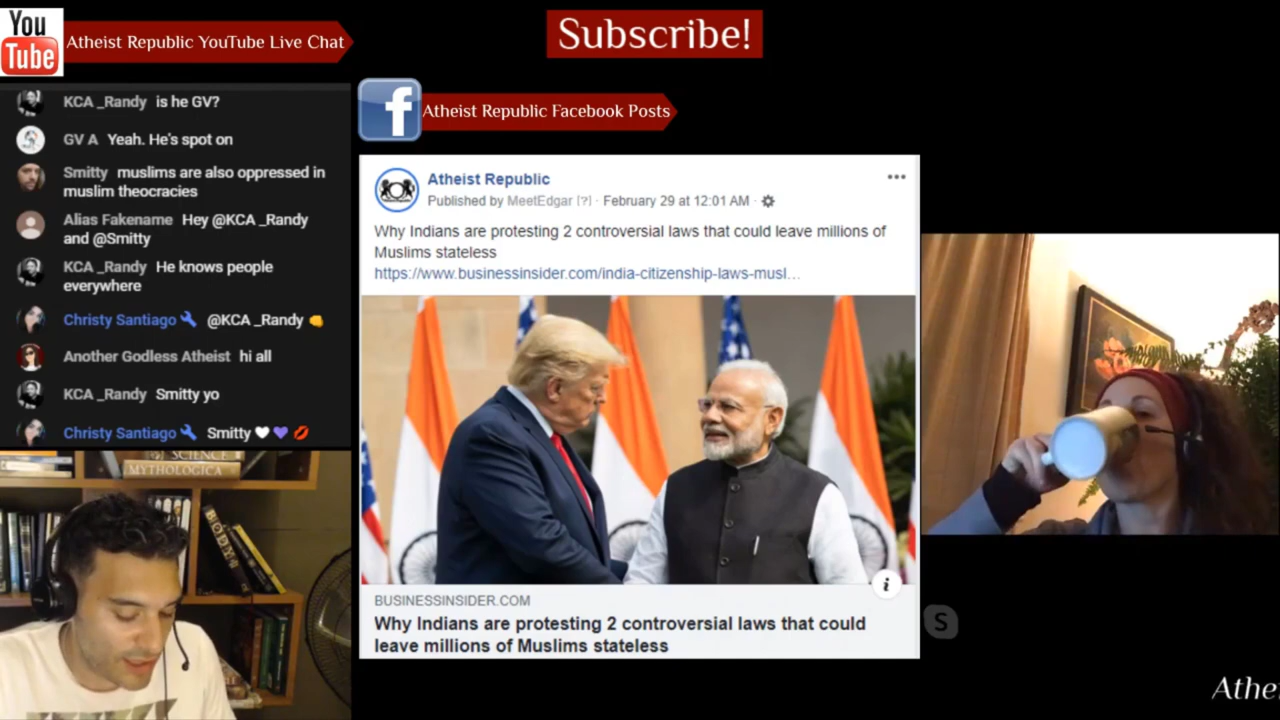 You
Tube
Atheist Republic YouTube Live Chat
Subscribe!
KCA _Randy is he GV?
GV A Yeah. He's spot on
Smitty muslims are also oppressed in
muslim theocracies
Alias Fakename Hey @KCA _Randy
and @Smitty
KCA _Randy He knows people
everywhere
Christy Santiago @KCA _Randy
Another Godless Atheist hi all
KCA _Randy Smitty yo
Christy Santiago Smitty
f
Atheist Republic Facebook Posts
Atheist Republic
Published by MeetEdgar [?] · February 29 at 12:01 AM ·
Why Indians are protesting 2 controversial laws that could leave millions of
Muslims stateless
https://www.businessinsider.com/india-citizenship-laws-musl...
i
BUSINESSINSIDER.COM
Why Indians are protesting 2 controversial laws that could
leave millions of Muslims stateless
SCIENCE
MYTHOLOGICA
BODY
S
Athe